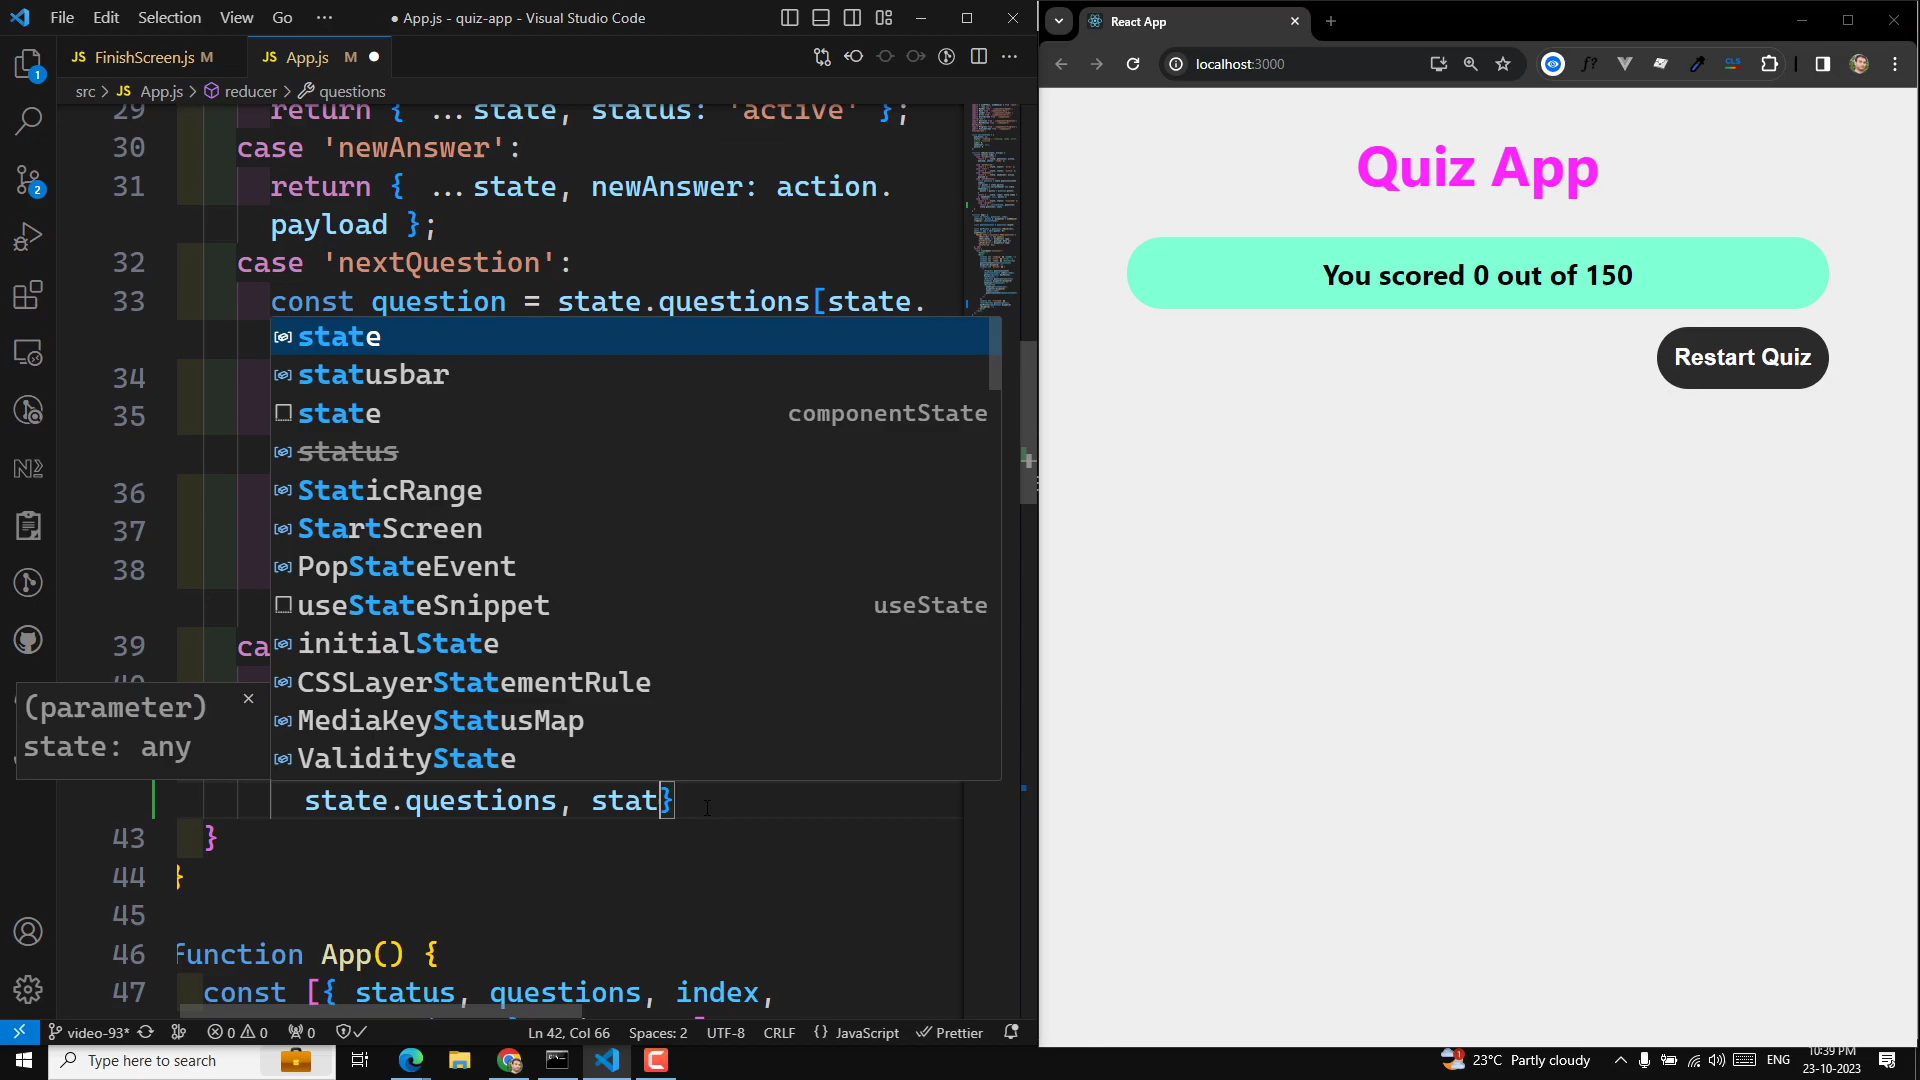 File Edit Selection View Go ··· ● App.js - quiz-app - Visual Studio Code
JS FinishScreen.js M JS App.js M ●
src > JS App.js > reducer > questions
29 return { ...state, status: 'active' };
30 case 'newAnswer':
31 return { ...state, newAnswer: action.
payload };
32 case 'nextQuestion':
33 const question = state.questions[state.
state
statusbar
34 state componentState
35 status
36 StaticRange
37 StartScreen
38 PopStateEvent
useStateSnippet useState
39 ca initialState
CSSLayerStatementRule
MediaKeyStatusMap
ValidityState
(parameter)
state: any
state.questions, stat}
43 }
44 }
45
46 function App() {
47 const [{ status, questions, index,
video-93* 0 0 0 Ln 42, Col 66 Spaces: 2 UTF-8 CRLF {} JavaScript Prettier
React App
localhost:3000
Quiz App
You scored 0 out of 150
Restart Quiz
Type here to search
23°C Partly cloudy ENG 10:39 PM
23-10-2023